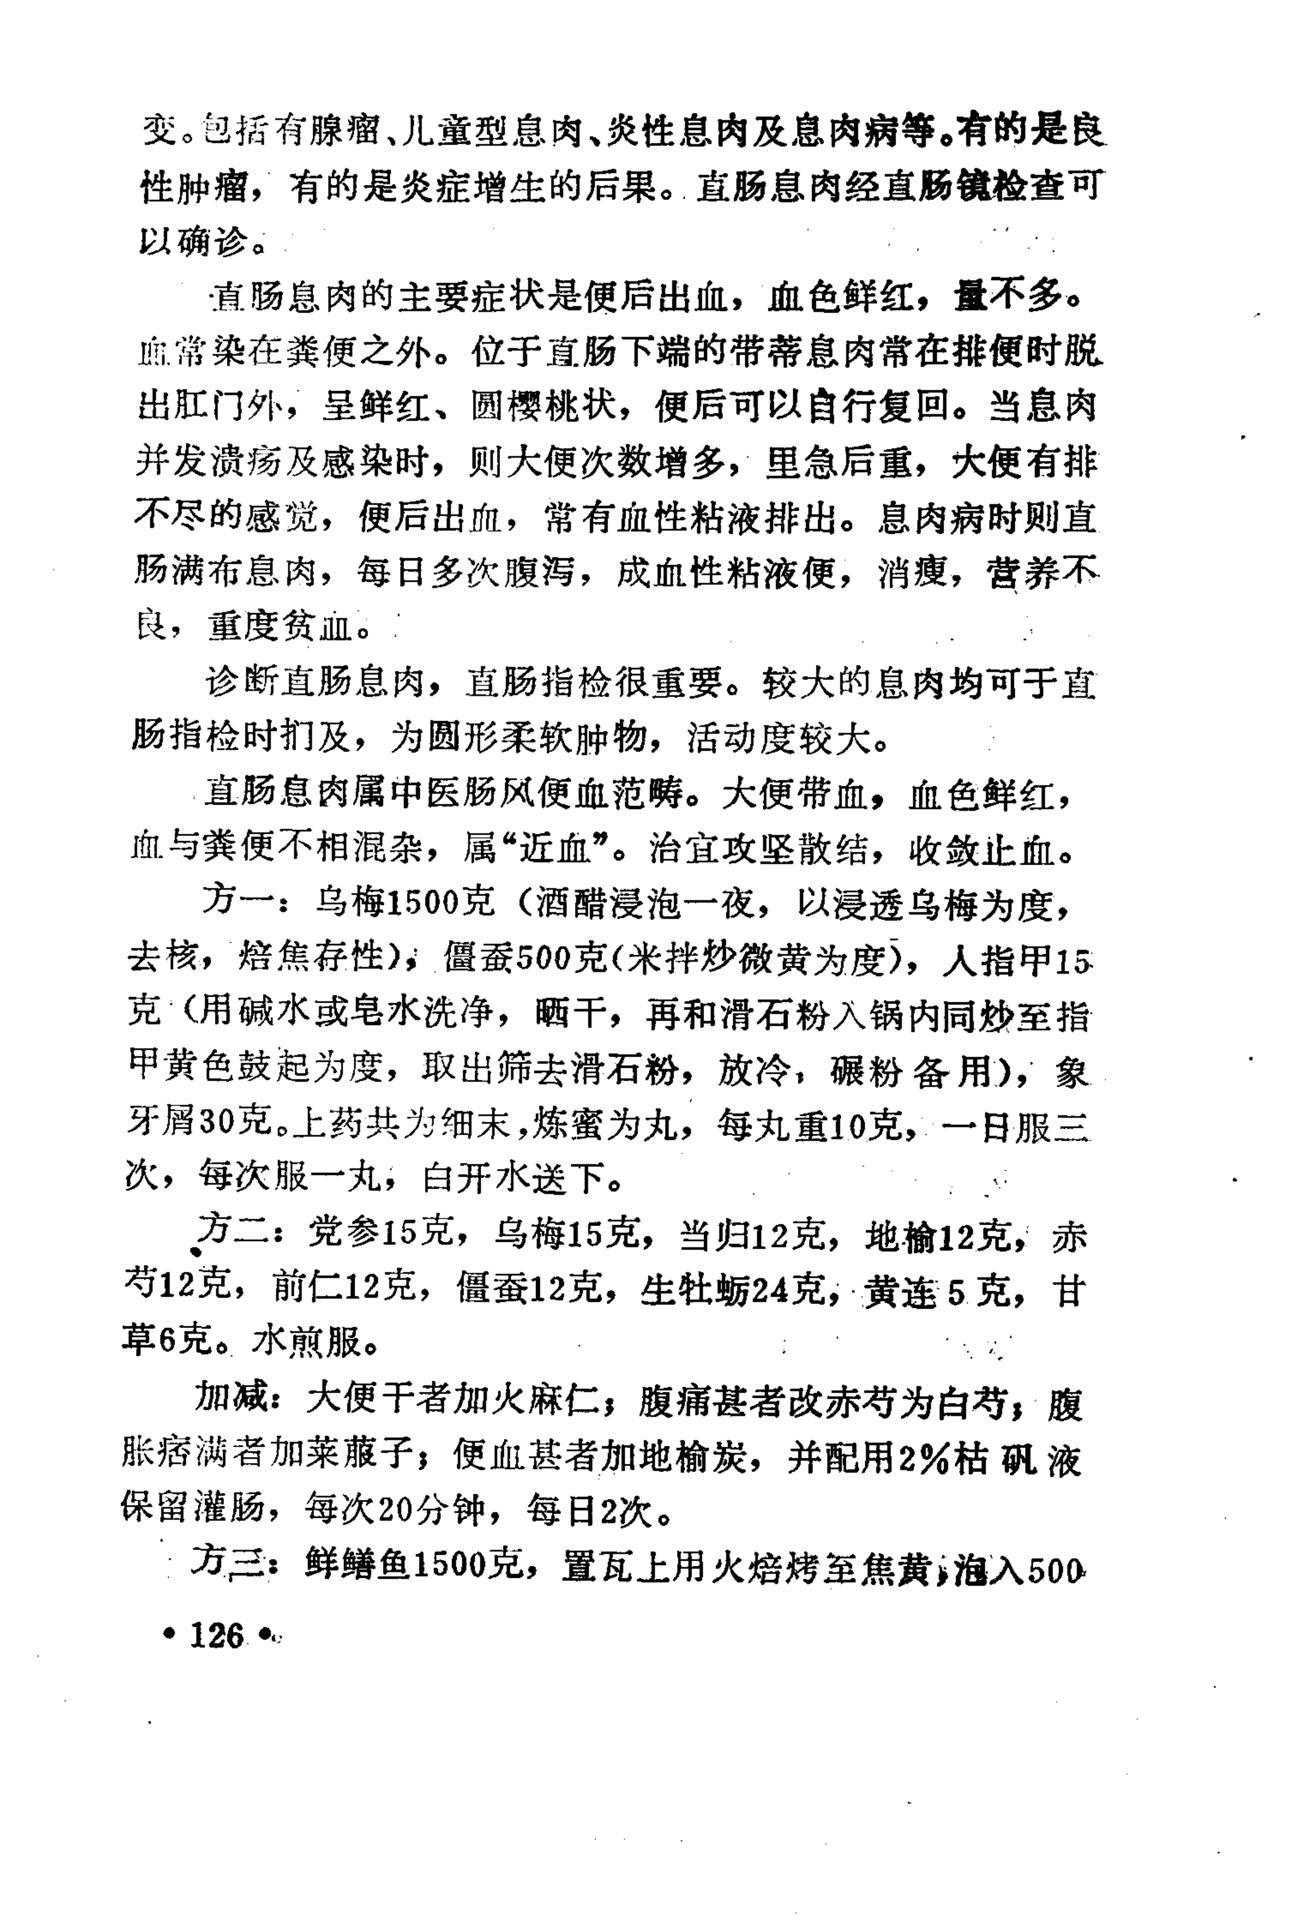 变。包括有腺瘤、儿童型息肉、炎性息肉及息肉病等。有的是良
性肿瘤，有的是炎症增生的后果。直肠息肉经直肠镜检查可
以确诊。
直肠息肉的主要症状是便后出血，血色鲜红，量不多。
血常染在粪便之外。位于直肠下端的带蒂息肉常在排便时脱
出肛门外，呈鲜红、圆樱桃状，便后可以自行复回。当息肉
并发溃疡及感染时，则大便次数增多，里急后重，大便有排
不尽的感觉，便后出血，常有血性粘液排出。息肉病时则直
肠满布息肉，每日多次腹泻，成血性粘液便，消瘦，营养不
良，重度贫血。
诊断直肠息肉，直肠指检很重要。较大的息肉均可于直
肠指检时扪及，为圆形柔软肿物，活动度较大。
直肠息肉属中医肠风便血范畴。大便带血，血色鲜红，
血与粪便不相混杂，属“近血”。治宜攻坚散结，收敛止血。
方一：乌梅1500克（酒醋浸泡一夜，以浸透乌梅为度，
去核，焙焦存性）；僵蚕500克（米拌炒微黄为度），人指甲15
克（用碱水或皂水洗净，晒干，再和滑石粉入锅内同炒至指
甲黄色鼓起为度，取出筛去滑石粉，放冷，碾粉备用），象
牙屑30克。上药共为细末，炼蜜为丸，每丸重10克，一日服三
次，每次服一丸，白开水送下。
方二：党参15克，乌梅15克，当归12克，地榆12克，赤
芍12克，前仁12克，僵蚕12克，生牡蛎24克，黄连5克，甘
草6克。水煎服。
加减：大便干者加火麻仁；腹痛甚者改赤芍为白芍；腹
胀痞满者加莱菔子；便血甚者加地榆炭，并配用2%枯矾液
保留灌肠，每次20分钟，每日2次。
方三：鲜鳝鱼1500克，置瓦上用火焙烤至焦黄，泡入500
•126•